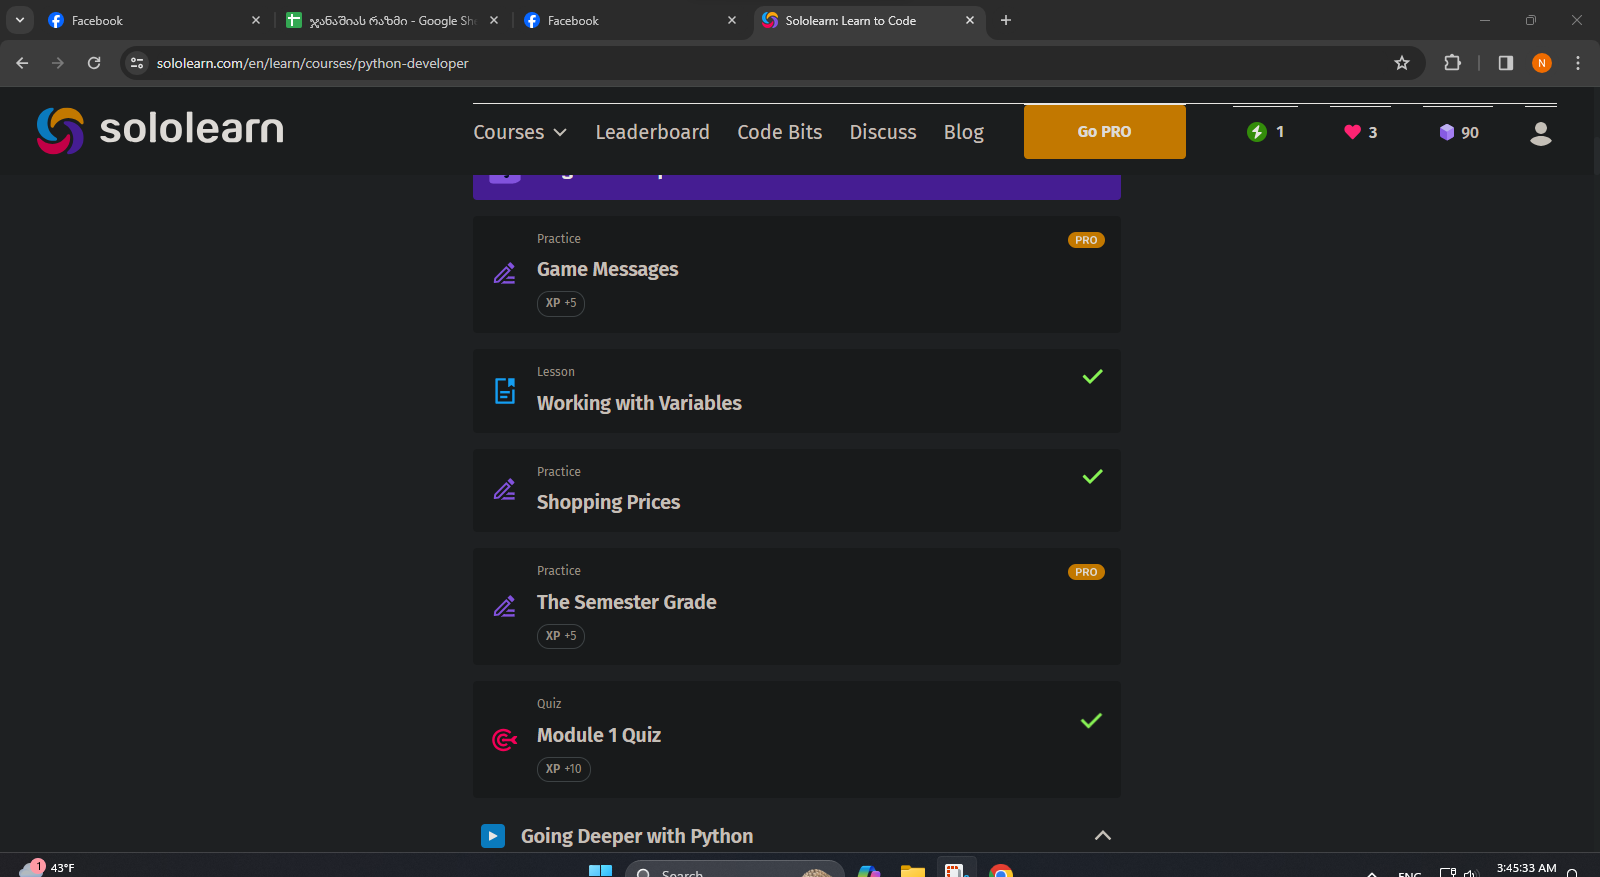 Facebook
ჯანაშიას რაზმი - Google She
Facebook
Sololearn: Learn to Code
sololearn.com/en/learn/courses/python-developer
N
sololearn
Courses
Leaderboard
Code Bits
Discuss
Blog
Go PRO
1
3
90
Practice
PRO
Game Messages
XP +5
Lesson
Working with Variables
Practice
Shopping Prices
Practice
PRO
The Semester Grade
XP +5
Quiz
Module 1 Quiz
XP +10
Going Deeper with Python
1
43°F
Search
ENG
3:45:33 AM